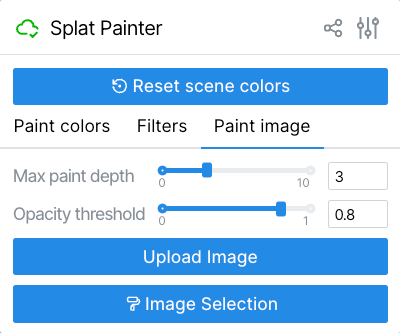 Splat Painter
Reset scene colors
Paint colors Filters Paint image
Max paint depth 0 10 3
Opacity threshold 0 1 0.8
Upload Image
Image Selection